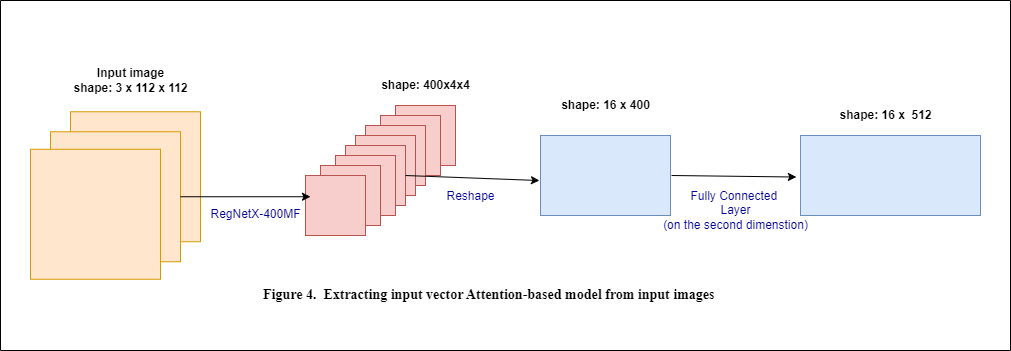 Input image
shape: 3 x 112 x 112
shape: 400x4x4
shape: 16 x 400
shape: 16 x 512
RegNetX-400MF
Reshape
Fully Connected
Layer
(on the second dimenstion)
Figure 4. Extracting input vector Attention-based model from input images